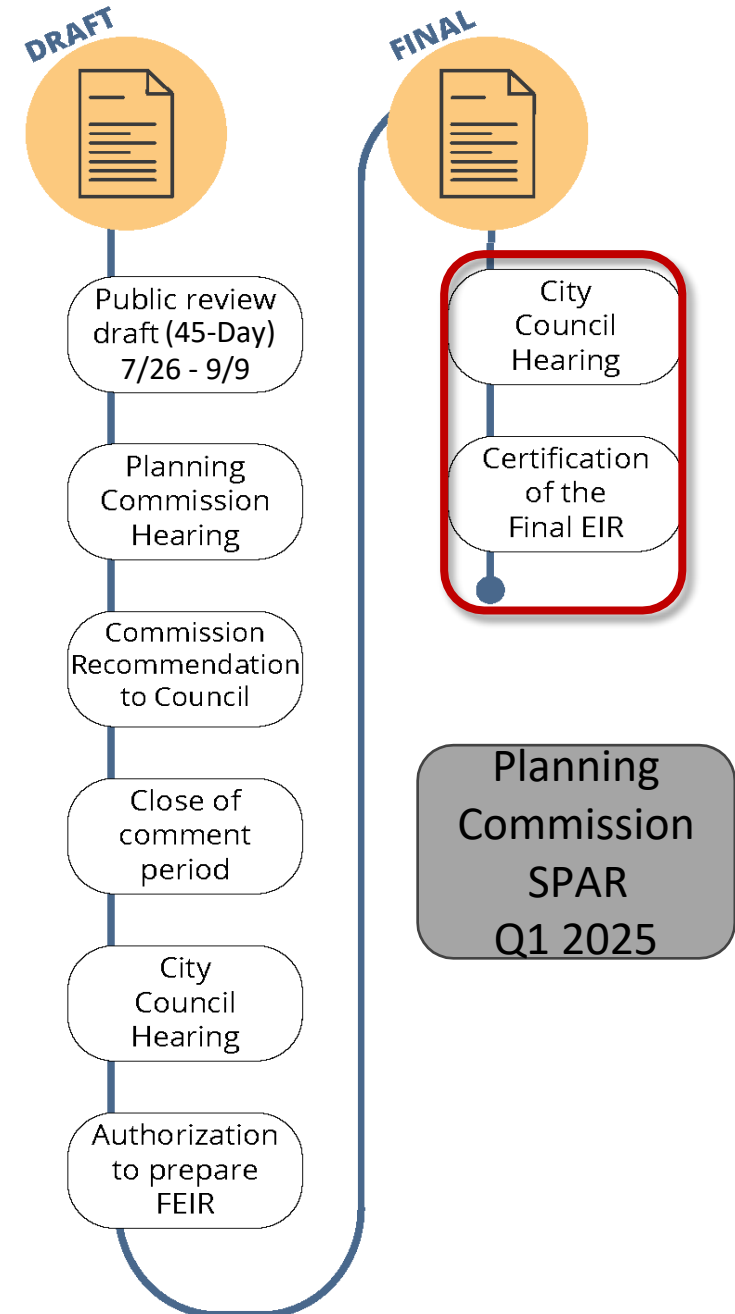 DRAFT
Public review
draft (45-Day)
7/26 - 9/9
Planning
Commission
Hearing
Commission
Recommendation
to Council
Close of
comment
period
City
Council
Hearing
Authorization
to prepare
FEIR
FINAL
City
Council
Hearing
Certification
of the
Final EIR
Planning
Commission
SPAR
Q1 2025